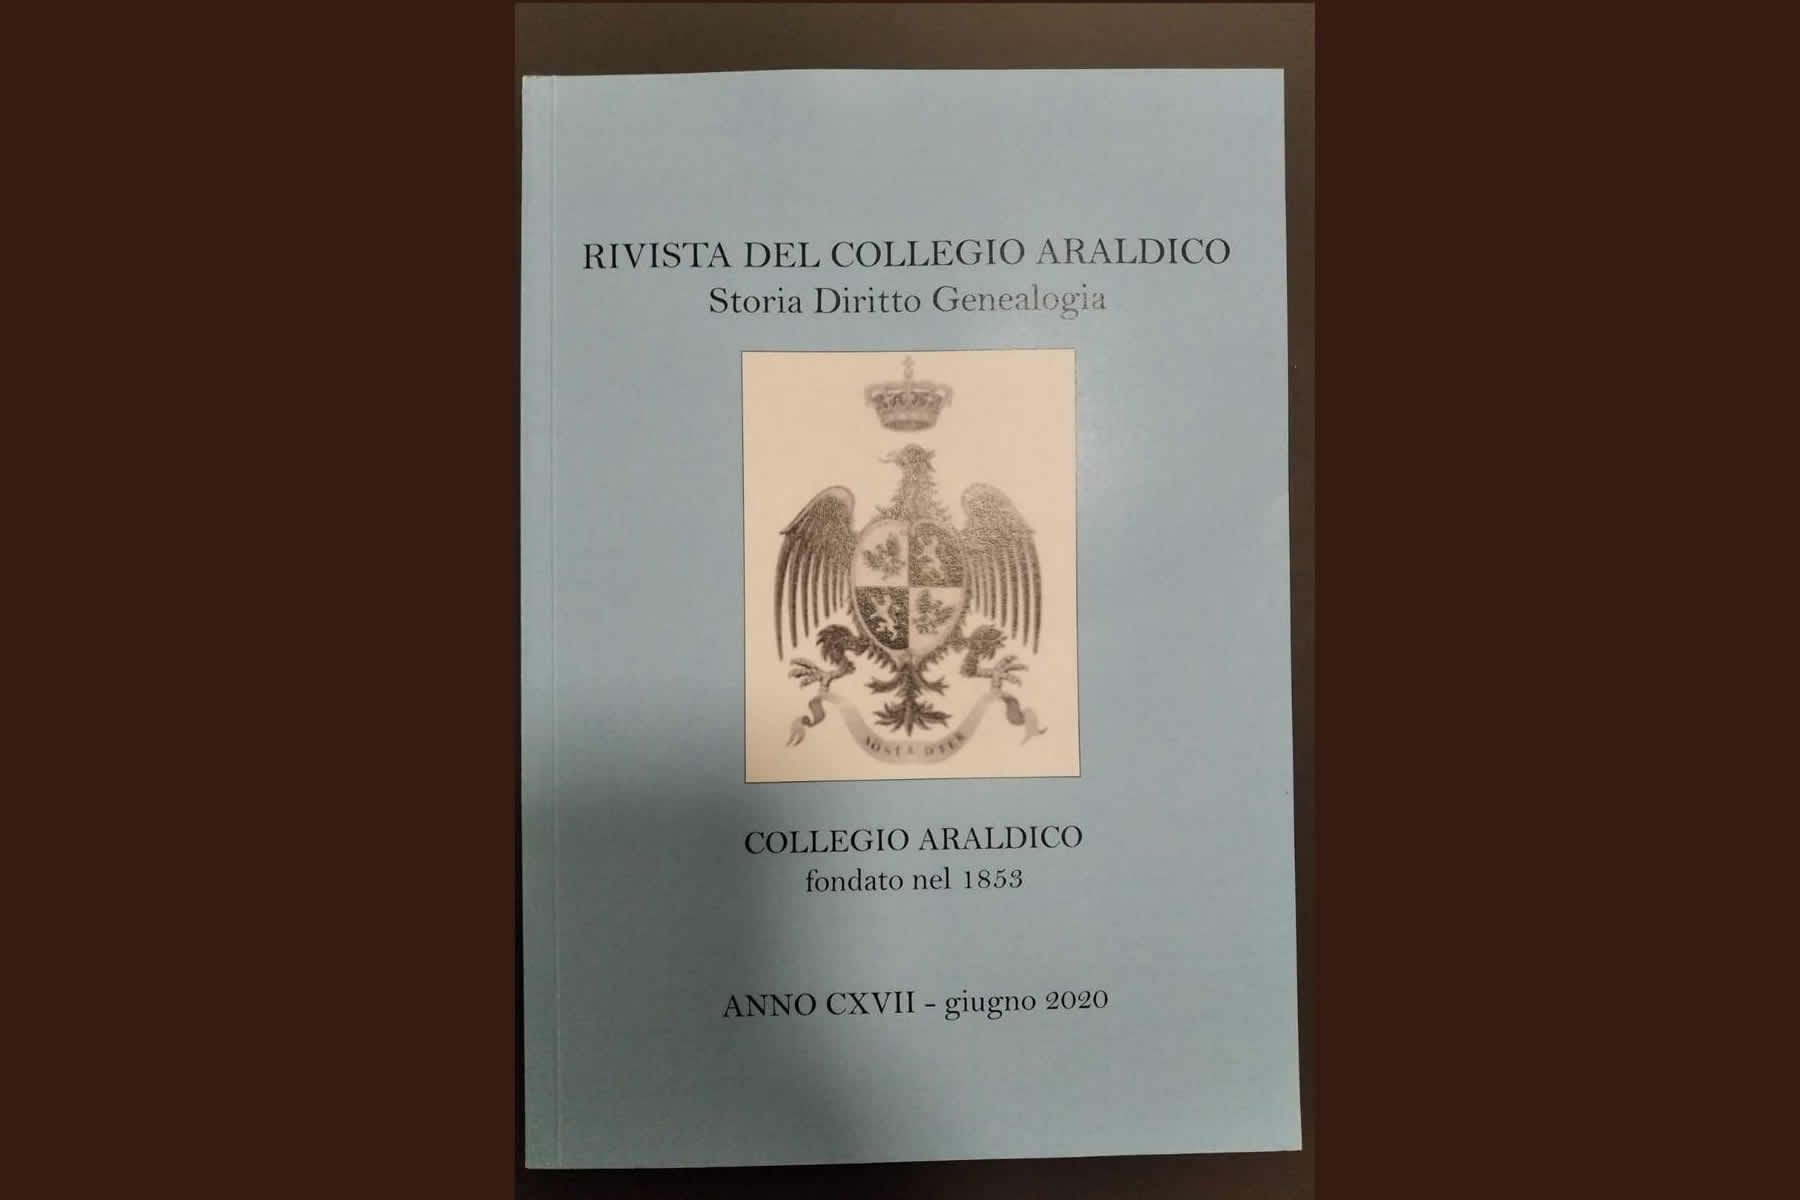 RIVISTA DEL COLLEGIO ARALDICO
Storia Diritto Genealogia
COLLEGIO ARALDICO
fondato nel 1853
ANNO CXVII - giugno 2020